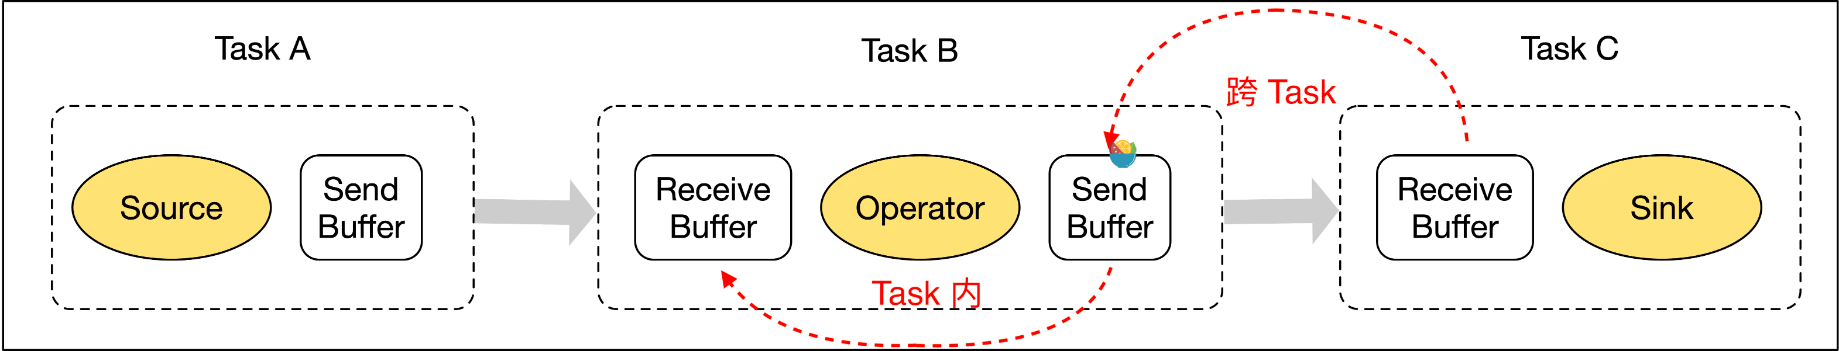 Task A
Task B
Task C
跨 Task
Source
Send
Buffer
Receive
Buffer
Operator
Send
Buffer
Receive
Buffer
Sink
Task 内